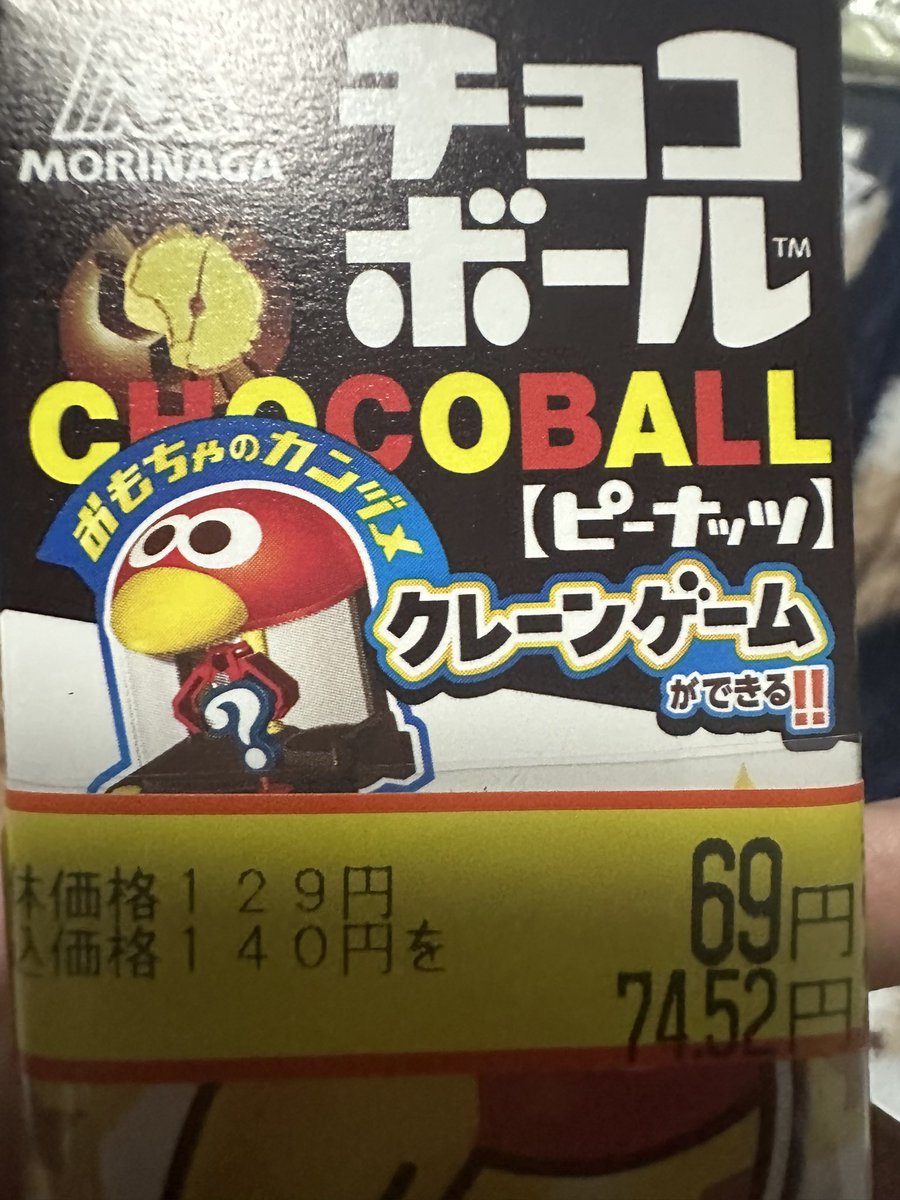 MORINAGA
チョコ
ボール™
CHOCOBALL
【ピーナッツ】
おもちゃのカンヅメ
クレーンゲーム
ができる!!
?
体価格129円
込価格140円を
69円
74.52円